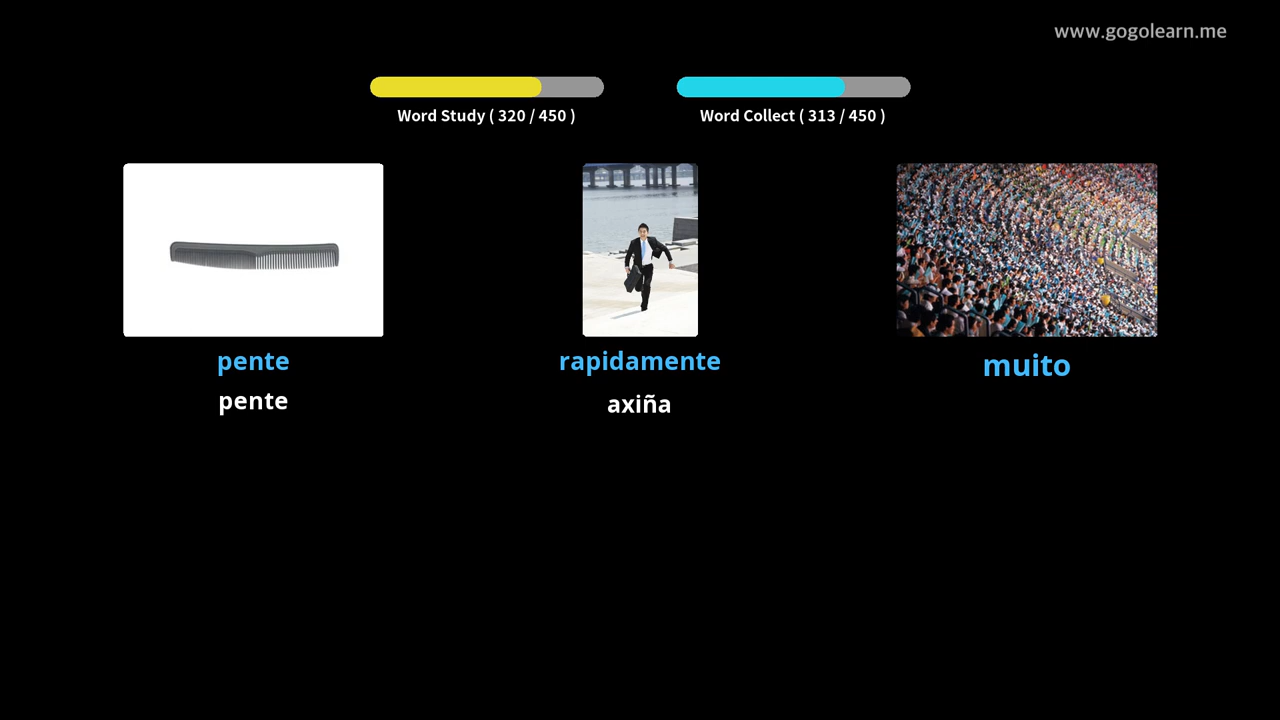 www.gogolearn.me
Word Study ( 320 / 450 )
Word Collect ( 313 / 450 )
pente
pente
rapidamente
axiña
muito